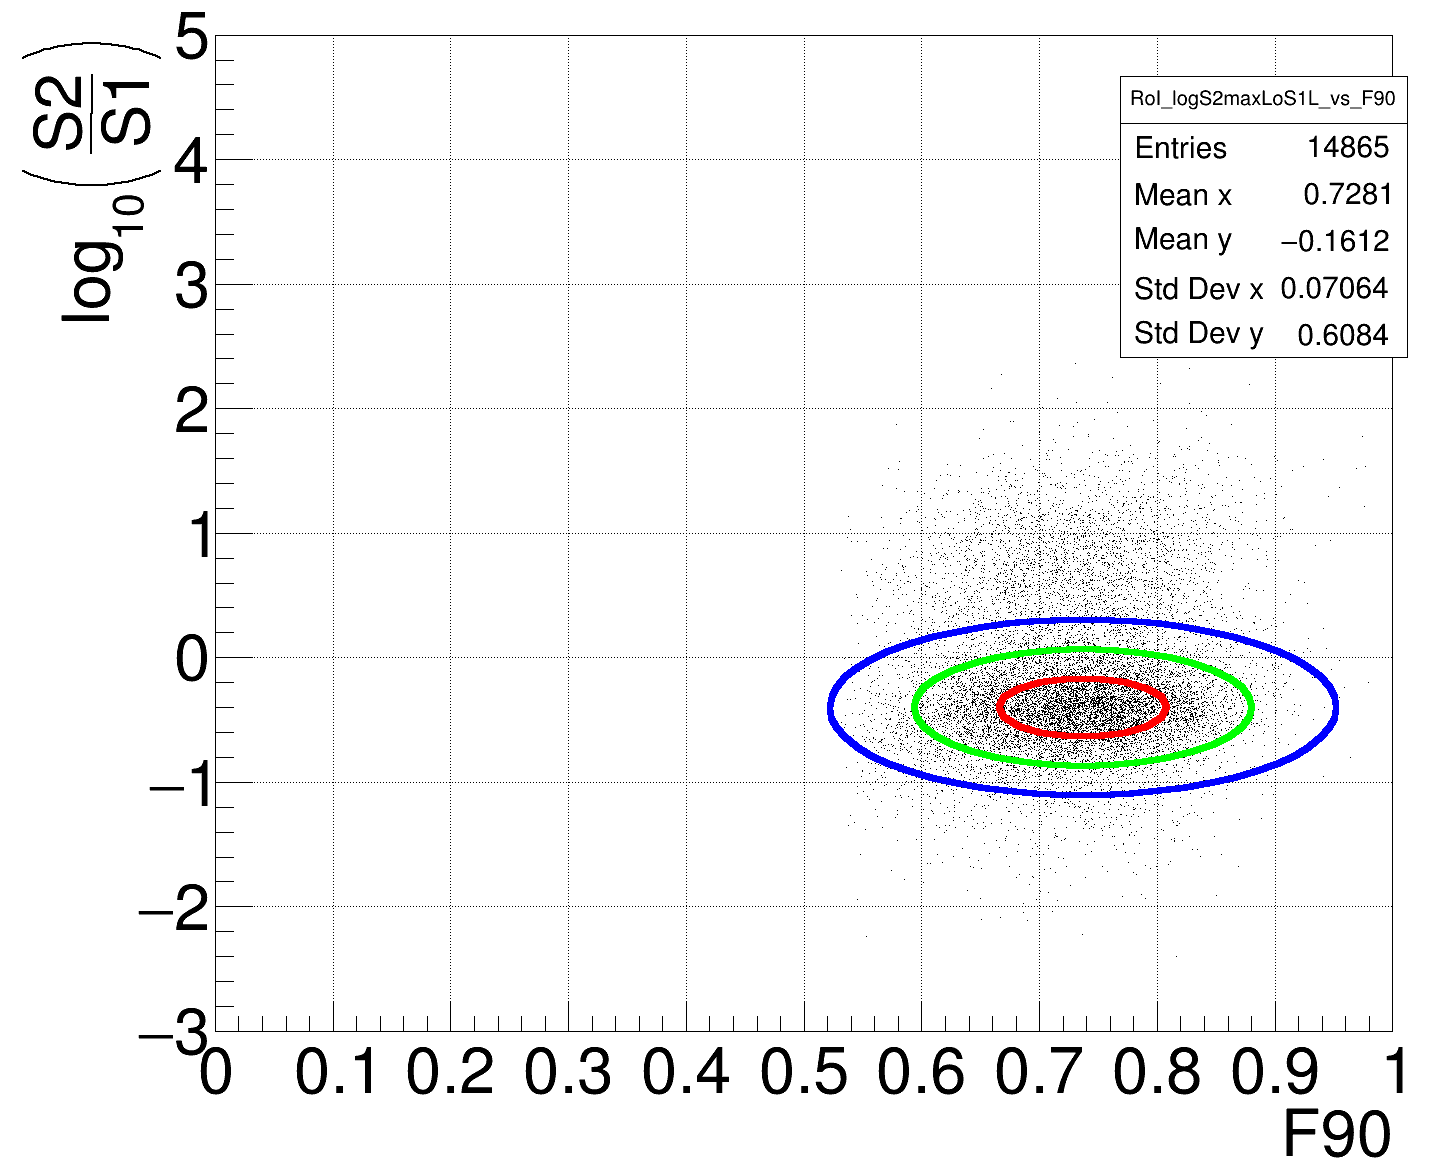 log10(S2/S1)
5
4
3
2
1
0
−1
−2
−3
RoI_logS2maxLoS1L_vs_F90
Entries 14865
Mean x 0.7281
Mean y −0.1612
Std Dev x 0.07064
Std Dev y 0.6084
0 0.1 0.2 0.3 0.4 0.5 0.6 0.7 0.8 0.9 1
F90